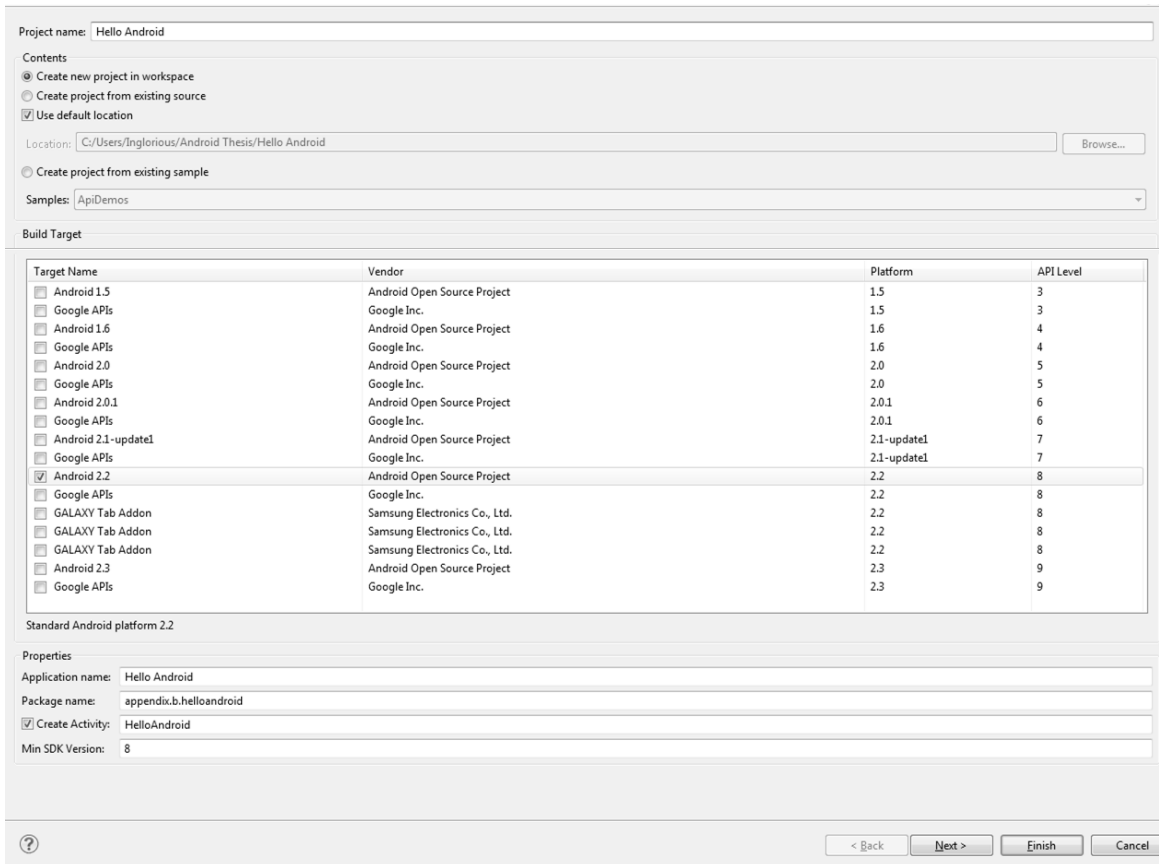 Project name: Hello Android
Contents
Create new project in workspace
Create project from existing source
Use default location
Location: C:/Users/Inglorious/Android Thesis/Hello Android Browse...
Create project from existing sample
Samples: ApiDemos
Build Target
Target Name Vendor Platform API Level
Android 1.5 Android Open Source Project 1.5 3
Google APIs Google Inc. 1.5 3
Android 1.6 Android Open Source Project 1.6 4
Google APIs Google Inc. 1.6 4
Android 2.0 Android Open Source Project 2.0 5
Google APIs Google Inc. 2.0 5
Android 2.0.1 Android Open Source Project 2.0.1 6
Google APIs Google Inc. 2.0.1 6
Android 2.1-update1 Android Open Source Project 2.1-update1 7
Google APIs Google Inc. 2.1-update1 7
Android 2.2 Android Open Source Project 2.2 8
Google APIs Google Inc. 2.2 8
GALAXY Tab Addon Samsung Electronics Co., Ltd. 2.2 8
GALAXY Tab Addon Samsung Electronics Co., Ltd. 2.2 8
GALAXY Tab Addon Samsung Electronics Co., Ltd. 2.2 8
Android 2.3 Android Open Source Project 2.3 9
Google APIs Google Inc. 2.3 9
Standard Android platform 2.2
Properties
Application name: Hello Android
Package name: appendix.b.helloandroid
Create Activity: HelloAndroid
Min SDK Version: 8
? < Back Next > Finish Cancel